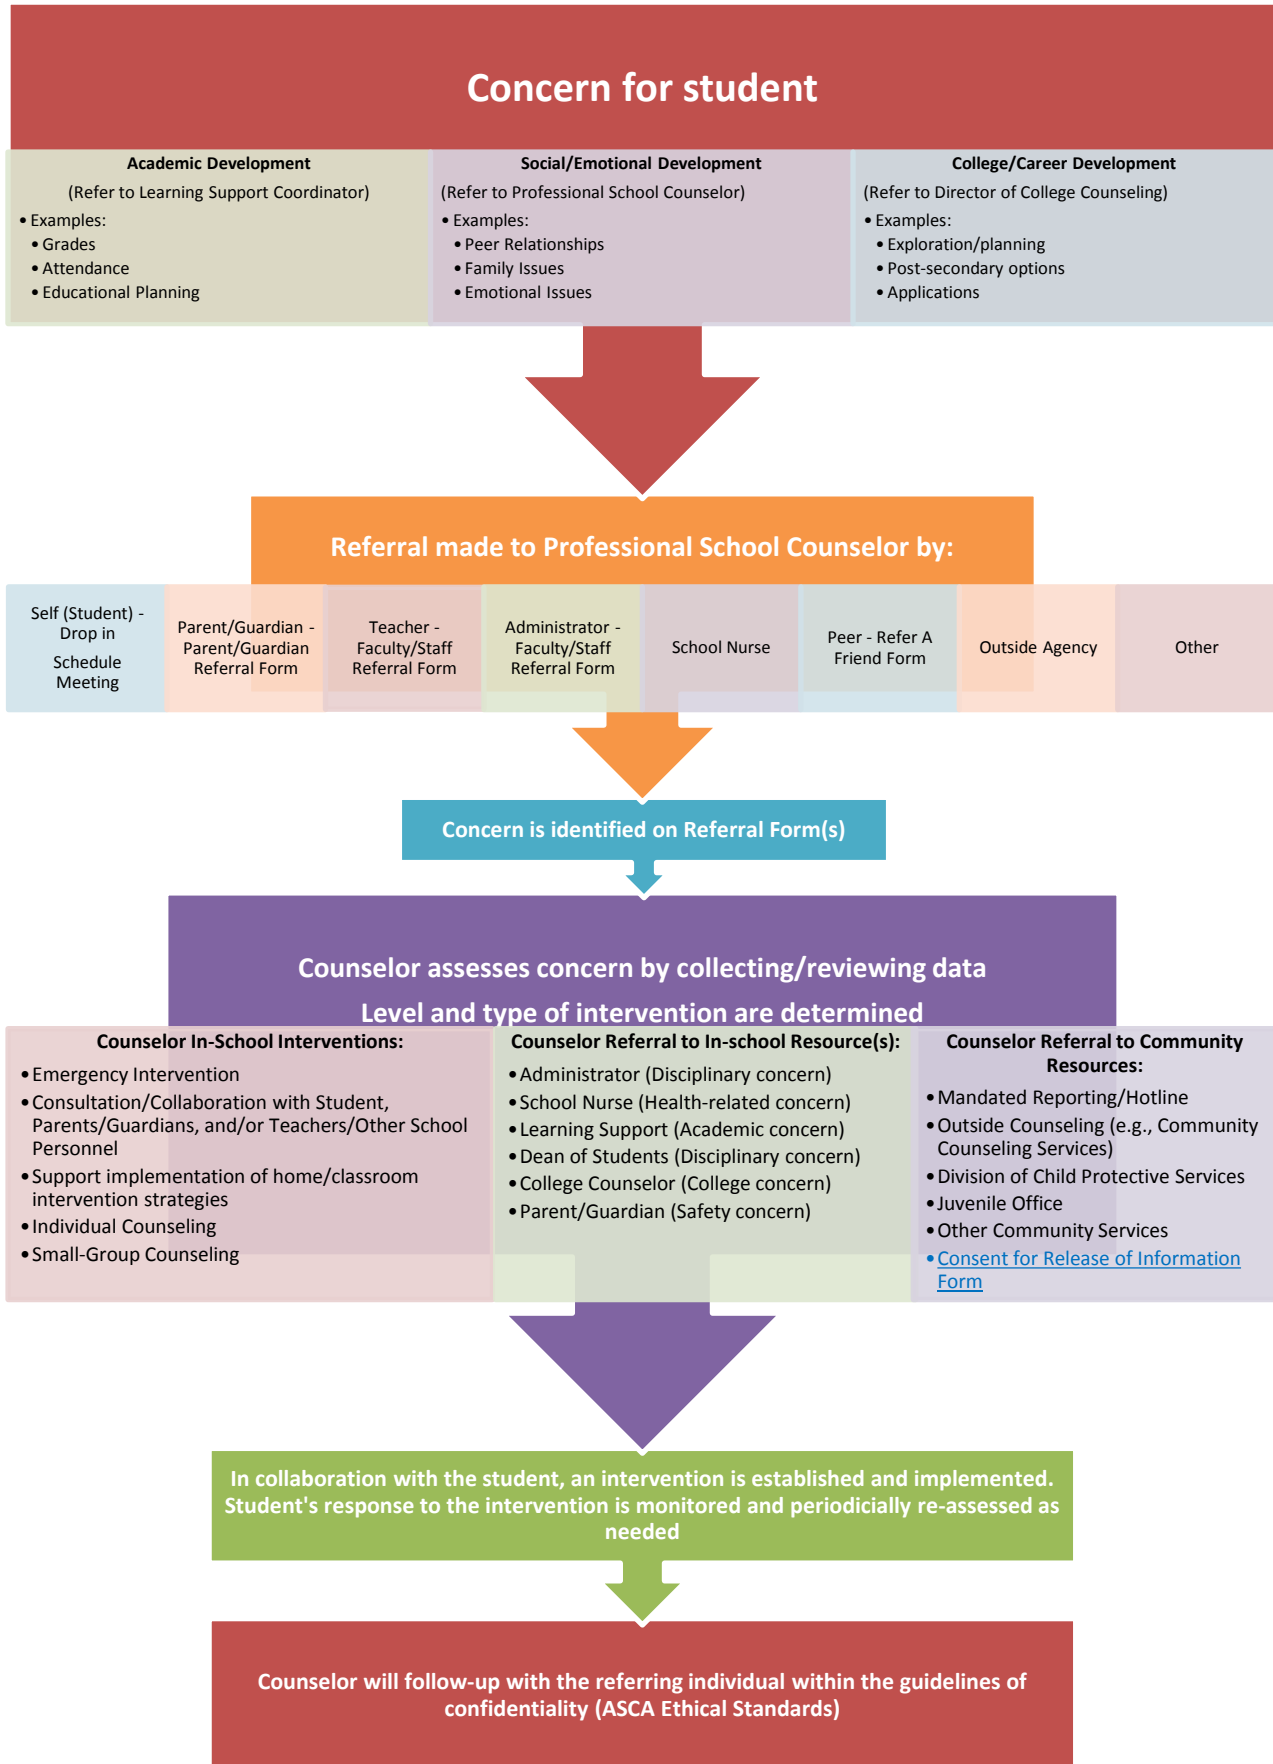 Concern for student
Academic Development
(Refer to Learning Support Coordinator)
• Examples:
• Grades
• Attendance
• Educational Planning
Social/Emotional Development
(Refer to Professional School Counselor)
• Examples:
• Peer Relationships
• Family Issues
• Emotional Issues
College/Career Development
(Refer to Director of College Counseling)
• Examples:
• Exploration/planning
• Post-secondary options
• Applications
Referral made to Professional School Counselor by:
Self (Student) -
Drop in
Schedule
Meeting
Parent/Guardian -
Parent/Guardian
Referral Form
Teacher -
Faculty/Staff
Referral Form
Administrator -
Faculty/Staff
Referral Form
School Nurse
Peer - Refer A
Friend Form
Outside Agency
Other
Concern is identified on Referral Form(s)
Counselor assesses concern by collecting/reviewing data
Level and type of intervention are determined
Counselor In-School Interventions:
• Emergency Intervention
• Consultation/Collaboration with Student,
Parents/Guardians, and/or Teachers/Other School
Personnel
• Support implementation of home/classroom
intervention strategies
• Individual Counseling
• Small-Group Counseling
Counselor Referral to In-school Resource(s):
• Administrator (Disciplinary concern)
• School Nurse (Health-related concern)
• Learning Support (Academic concern)
• Dean of Students (Disciplinary concern)
• College Counselor (College concern)
• Parent/Guardian (Safety concern)
Counselor Referral to Community
Resources:
• Mandated Reporting/Hotline
• Outside Counseling (e.g., Community
Counseling Services)
• Division of Child Protective Services
• Juvenile Office
• Other Community Services
• Consent for Release of Information
Form
In collaboration with the student, an intervention is established and implemented.
Student's response to the intervention is monitored and periodicially re-assessed as
needed
Counselor will follow-up with the referring individual within the guidelines of
confidentiality (ASCA Ethical Standards)